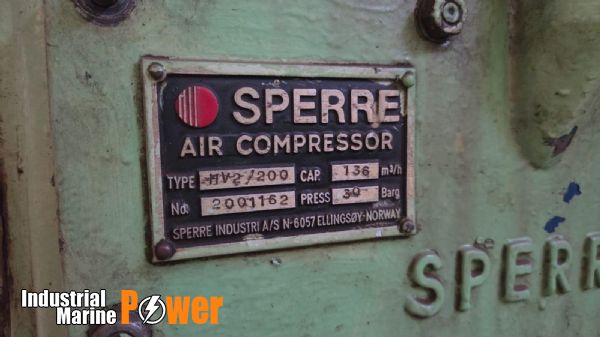 SPERRE
AIR COMPRESSOR
TYPE HV2/200 CAP. 136 m³/h
No. 2001162 PRESS 30 Barg
SPERRE INDUSTRI A/S N-6057 ELLINGSØY-NORWAY
SPERR
Industrial
Marine Power